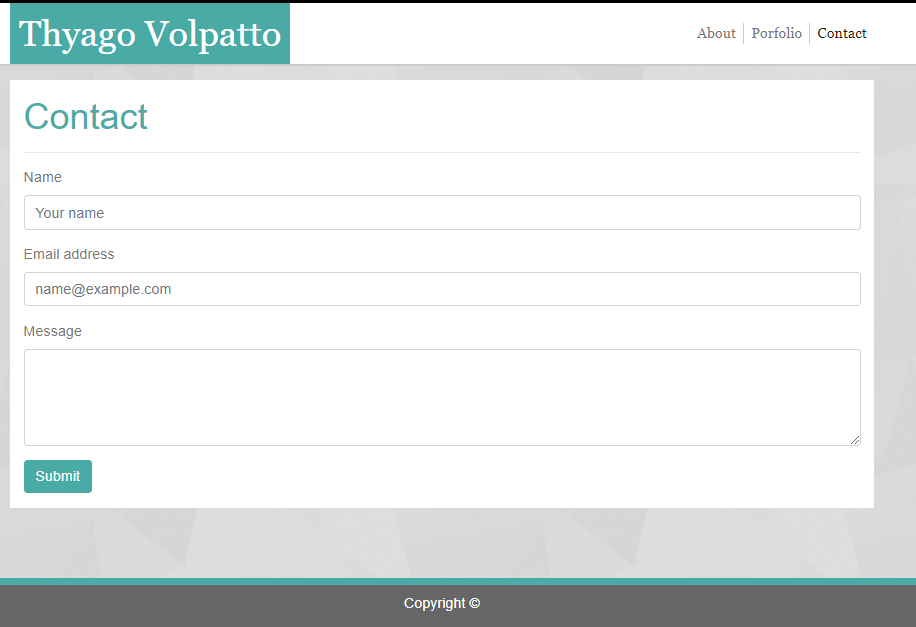 Thyago Volpatto
About
Porfolio
Contact
Contact
Name
Your name
Email address
name@example.com
Message
Submit
Copyright ©